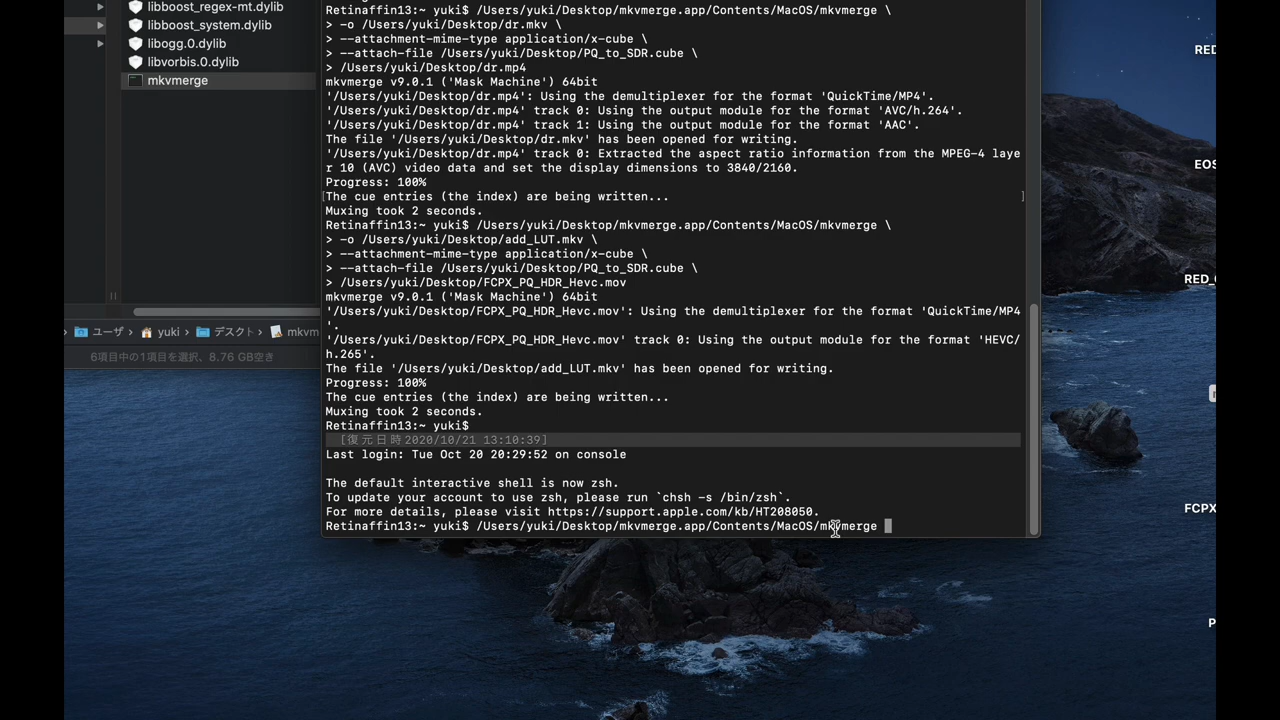 libboost_regex-mt.dylib
libboost_system.dylib
libogg.0.dylib
libvorbis.0.dylib
mkvmerge
ユーザ
yuki
デスクト
mkvm
6項目中の1項目を選択、8.76 GB空き
Retinaffin13:~ yuki$ /Users/yuki/Desktop/mkvmerge.app/Contents/MacOS/mkvmerge \
> -o /Users/yuki/Desktop/dr.mkv \
> --attachment-mime-type application/x-cube \
> --attach-file /Users/yuki/Desktop/PQ_to_SDR.cube \
> /Users/yuki/Desktop/dr.mp4
mkvmerge v9.0.1 ('Mask Machine') 64bit
'/Users/yuki/Desktop/dr.mp4': Using the demultiplexer for the format 'QuickTime/MP4'.
'/Users/yuki/Desktop/dr.mp4' track 0: Using the output module for the format 'AVC/h.264'.
'/Users/yuki/Desktop/dr.mp4' track 1: Using the output module for the format 'AAC'.
The file '/Users/yuki/Desktop/dr.mkv' has been opened for writing.
'/Users/yuki/Desktop/dr.mp4' track 0: Extracted the aspect ratio information from the MPEG-4 laye
r 10 (AVC) video data and set the display dimensions to 3840/2160.
Progress: 100%
[The cue entries (the index) are being written... ]
Muxing took 2 seconds.
Retinaffin13:~ yuki$ /Users/yuki/Desktop/mkvmerge.app/Contents/MacOS/mkvmerge \
> -o /Users/yuki/Desktop/add_LUT.mkv \
> --attachment-mime-type application/x-cube \
> --attach-file /Users/yuki/Desktop/PQ_to_SDR.cube \
> /Users/yuki/Desktop/FCPX_PQ_HDR_Hevc.mov
mkvmerge v9.0.1 ('Mask Machine') 64bit
'/Users/yuki/Desktop/FCPX_PQ_HDR_Hevc.mov': Using the demultiplexer for the format 'QuickTime/MP4
'.
'/Users/yuki/Desktop/FCPX_PQ_HDR_Hevc.mov' track 0: Using the output module for the format 'HEVC/
h.265'.
The file '/Users/yuki/Desktop/add_LUT.mkv' has been opened for writing.
Progress: 100%
The cue entries (the index) are being written...
Muxing took 2 seconds.
Retinaffin13:~ yuki$
[復元日時2020/10/21 13:10:39]
Last login: Tue Oct 20 20:29:52 on console
The default interactive shell is now zsh.
To update your account to use zsh, please run `chsh -s /bin/zsh`.
For more details, please visit https://support.apple.com/kb/HT208050.
Retinaffin13:~ yuki$ /Users/yuki/Desktop/mkvmerge.app/Contents/MacOS/mkvmerge
RED
EOS
RED_
FCPX
P